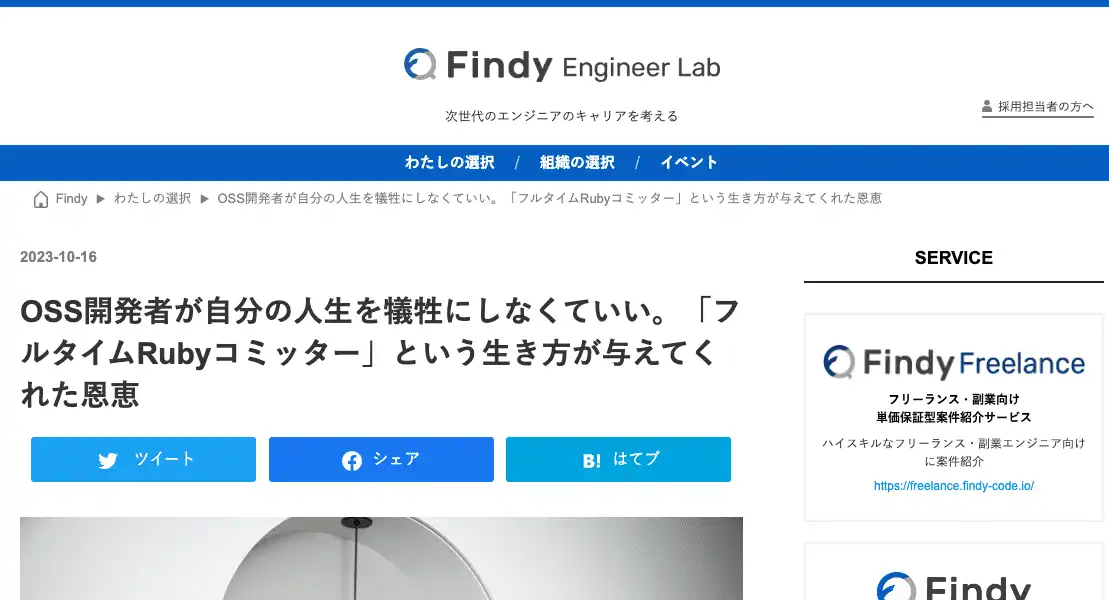 Findy Engineer Lab
次世代のエンジニアのキャリアを考える
採用担当者の方へ
わたしの選択 / 組織の選択 / イベント
Findy ▶ わたしの選択 ▶ OSS開発者が自分の人生を犠牲にしなくていい。「フルタイムRubyコミッター」という生き方が与えてくれた恩恵
2023-10-16
OSS開発者が自分の人生を犠牲にしなくていい。「フ
ルタイムRubyコミッター」という生き方が与えてく
れた恩恵
ツイート
シェア
B! はてブ
SERVICE
Findy Freelance
フリーランス・副業向け
単価保証型案件紹介サービス
ハイスキルなフリーランス・副業エンジニア向け
に案件紹介
https://freelance.findy-code.io/
Findy